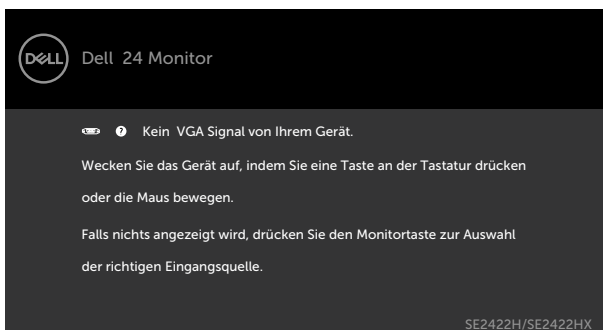 DELL Dell 24 Monitor
? Kein VGA Signal von Ihrem Gerät.
Wecken Sie das Gerät auf, indem Sie eine Taste an der Tastatur drücken
oder die Maus bewegen.
Falls nichts angezeigt wird, drücken Sie den Monitortaste zur Auswahl
der richtigen Eingangsquelle.
SE2422H/SE2422HX